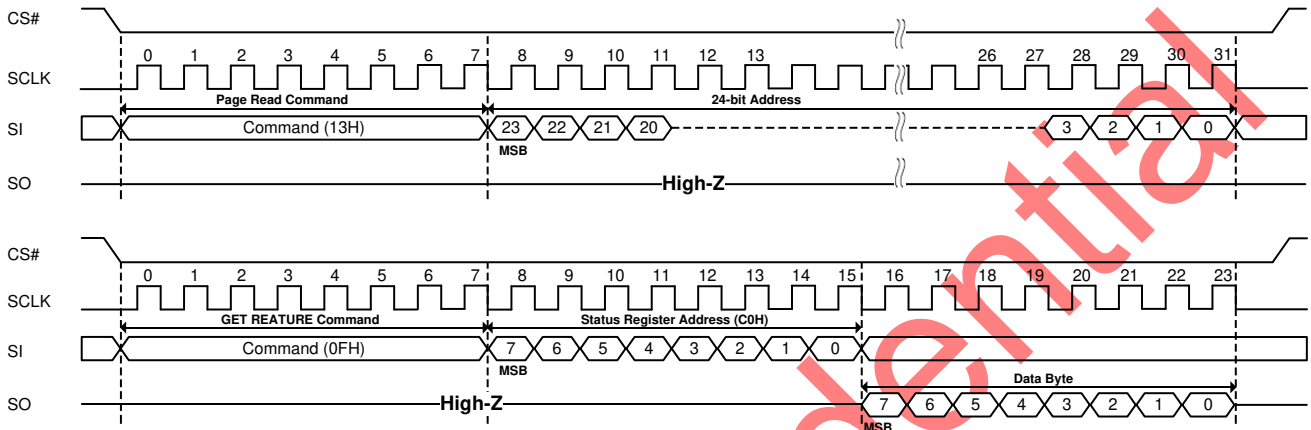 CS#
0 1 2 3 4 5 6 7 8 9 10 11 12 13 26 27 28 29 30 31
SCLK
Page Read Command 24-bit Address
SI Command (13H) 23 22 21 20 3 2 1 0
MSB
SO High-Z
CS#
0 1 2 3 4 5 6 7 8 9 10 11 12 13 14 15 16 17 18 19 20 21 22 23
SCLK
GET REATURE Command Status Register Address (C0H)
SI Command (0FH) 7 6 5 4 3 2 1 0
MSB Data Byte
SO High-Z 7 6 5 4 3 2 1 0
MSB
dential